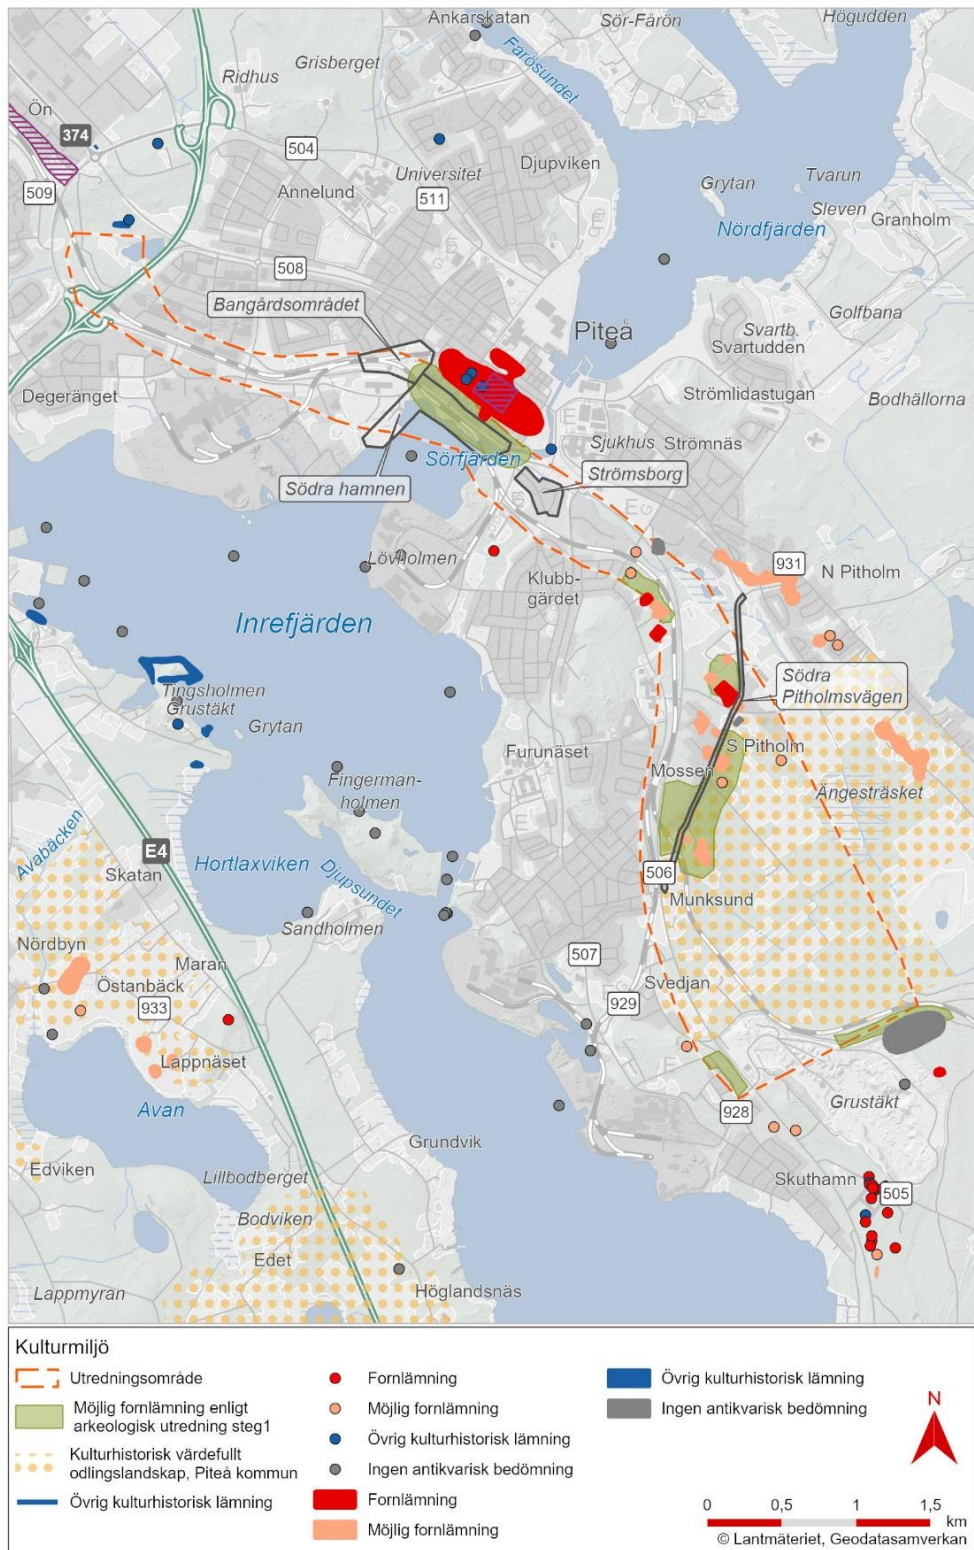 Ankarskatan
Sör-Fårön
Högudden
Fårösundet
Grisberget
Ridhus
Ön
374
504
Djupviken
Universitet
Tvarun
Grytan
509
Annelund
511
Sleven
Granholm
Nördfjärden
508
Bangårdsområdet
Piteå
Golfbana
Svartb.
Svartudden
Degeränget
Strömlidastugan
Bodhällorna
Sjukhus
Strömnäs
Sörfjärden
Strömsborg
Södra hamnen
Lövholmen
931
N Pitholm
Klubb-
gärdet
Inrefjärden
Södra
Pitholmsvägen
Tingsholmen
Grustäkt
Grytan
Furunäset
S Pitholm
Mossen
Fingerman-
holmen
Ängesträsket
Avabäcken
E4
Hortlaxviken
Djupsundet
Skatan
506
Munksund
Sandholmen
Nördbyn
Maran
507
Östanbäck
Svedjan
933
929
Lappnäset
Grustäkt
Avan
928
Grundvik
Edviken
Lillbodberget
Skuthamn
505
Bodviken
Edet
Lappmyran
Höglandsnäs
Kulturmiljö
Utredningsområde
Möjlig fornlämning enligt
arkeologisk utredning steg1
Kulturhistorisk värdefullt
odlingslandskap, Piteå kommun
Övrig kulturhistorisk lämning
Fornlämning
Möjlig fornlämning
Övrig kulturhistorisk lämning
Ingen antikvarisk bedömning
Fornlämning
Möjlig fornlämning
Övrig kulturhistorisk lämning
Ingen antikvarisk bedömning
N
0 0,5 1 1,5
km
© Lantmäteriet, Geodatasamverkan